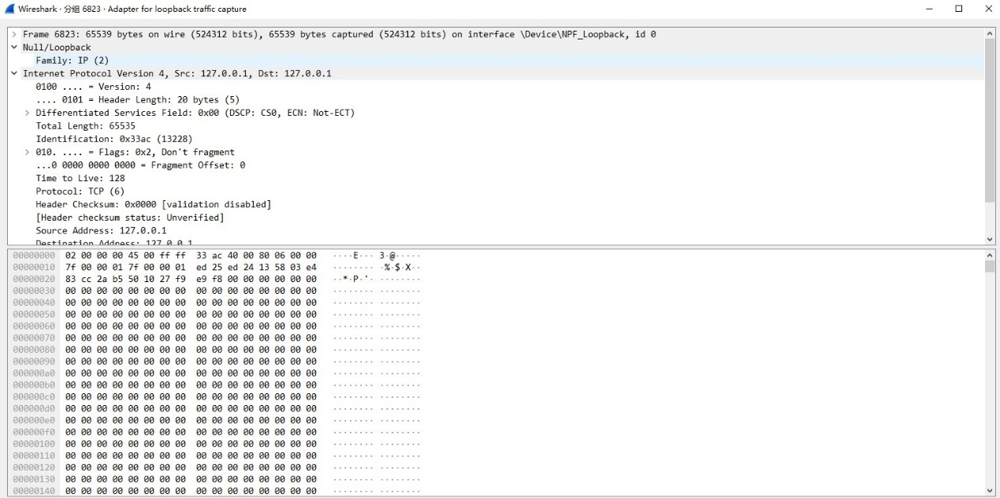 Wireshark · 分组 6823 · Adapter for loopback traffic capture
Frame 6823: 65539 bytes on wire (524312 bits), 65539 bytes captured (524312 bits) on interface \Device\NPF_Loopback, id 0
Null/Loopback
Family: IP (2)
Internet Protocol Version 4, Src: 127.0.0.1, Dst: 127.0.0.1
0100 .... = Version: 4
.... 0101 = Header Length: 20 bytes (5)
Differentiated Services Field: 0x00 (DSCP: CS0, ECN: Not-ECT)
Total Length: 65535
Identification: 0x33ac (13228)
010. .... = Flags: 0x2, Don't fragment
...0 0000 0000 0000 = Fragment Offset: 0
Time to Live: 128
Protocol: TCP (6)
Header Checksum: 0x0000 [validation disabled]
[Header checksum status: Unverified]
Source Address: 127.0.0.1
Destination Address: 127.0.0.1
00000000 02 00 00 00 45 00 ff ff 33 ac 40 00 80 06 00 00 ····E··· 3·@·····
00000010 7f 00 00 01 7f 00 00 01 ed 25 ed 24 13 58 03 e4 ········ ·%·$·X··
00000020 83 cc 2a b5 50 10 27 f9 e9 f8 00 00 00 00 00 00 ··*·P·'· ········
00000030 00 00 00 00 00 00 00 00 00 00 00 00 00 00 00 00 ········ ········
00000040 00 00 00 00 00 00 00 00 00 00 00 00 00 00 00 00 ········ ········
00000050 00 00 00 00 00 00 00 00 00 00 00 00 00 00 00 00 ········ ········
00000060 00 00 00 00 00 00 00 00 00 00 00 00 00 00 00 00 ········ ········
00000070 00 00 00 00 00 00 00 00 00 00 00 00 00 00 00 00 ········ ········
00000080 00 00 00 00 00 00 00 00 00 00 00 00 00 00 00 00 ········ ········
00000090 00 00 00 00 00 00 00 00 00 00 00 00 00 00 00 00 ········ ········
000000a0 00 00 00 00 00 00 00 00 00 00 00 00 00 00 00 00 ········ ········
000000b0 00 00 00 00 00 00 00 00 00 00 00 00 00 00 00 00 ········ ········
000000c0 00 00 00 00 00 00 00 00 00 00 00 00 00 00 00 00 ········ ········
000000d0 00 00 00 00 00 00 00 00 00 00 00 00 00 00 00 00 ········ ········
000000e0 00 00 00 00 00 00 00 00 00 00 00 00 00 00 00 00 ········ ········
000000f0 00 00 00 00 00 00 00 00 00 00 00 00 00 00 00 00 ········ ········
00000100 00 00 00 00 00 00 00 00 00 00 00 00 00 00 00 00 ········ ········
00000110 00 00 00 00 00 00 00 00 00 00 00 00 00 00 00 00 ········ ········
00000120 00 00 00 00 00 00 00 00 00 00 00 00 00 00 00 00 ········ ········
00000130 00 00 00 00 00 00 00 00 00 00 00 00 00 00 00 00 ········ ········
00000140 00 00 00 00 00 00 00 00 00 00 00 00 00 00 00 00 ········ ········